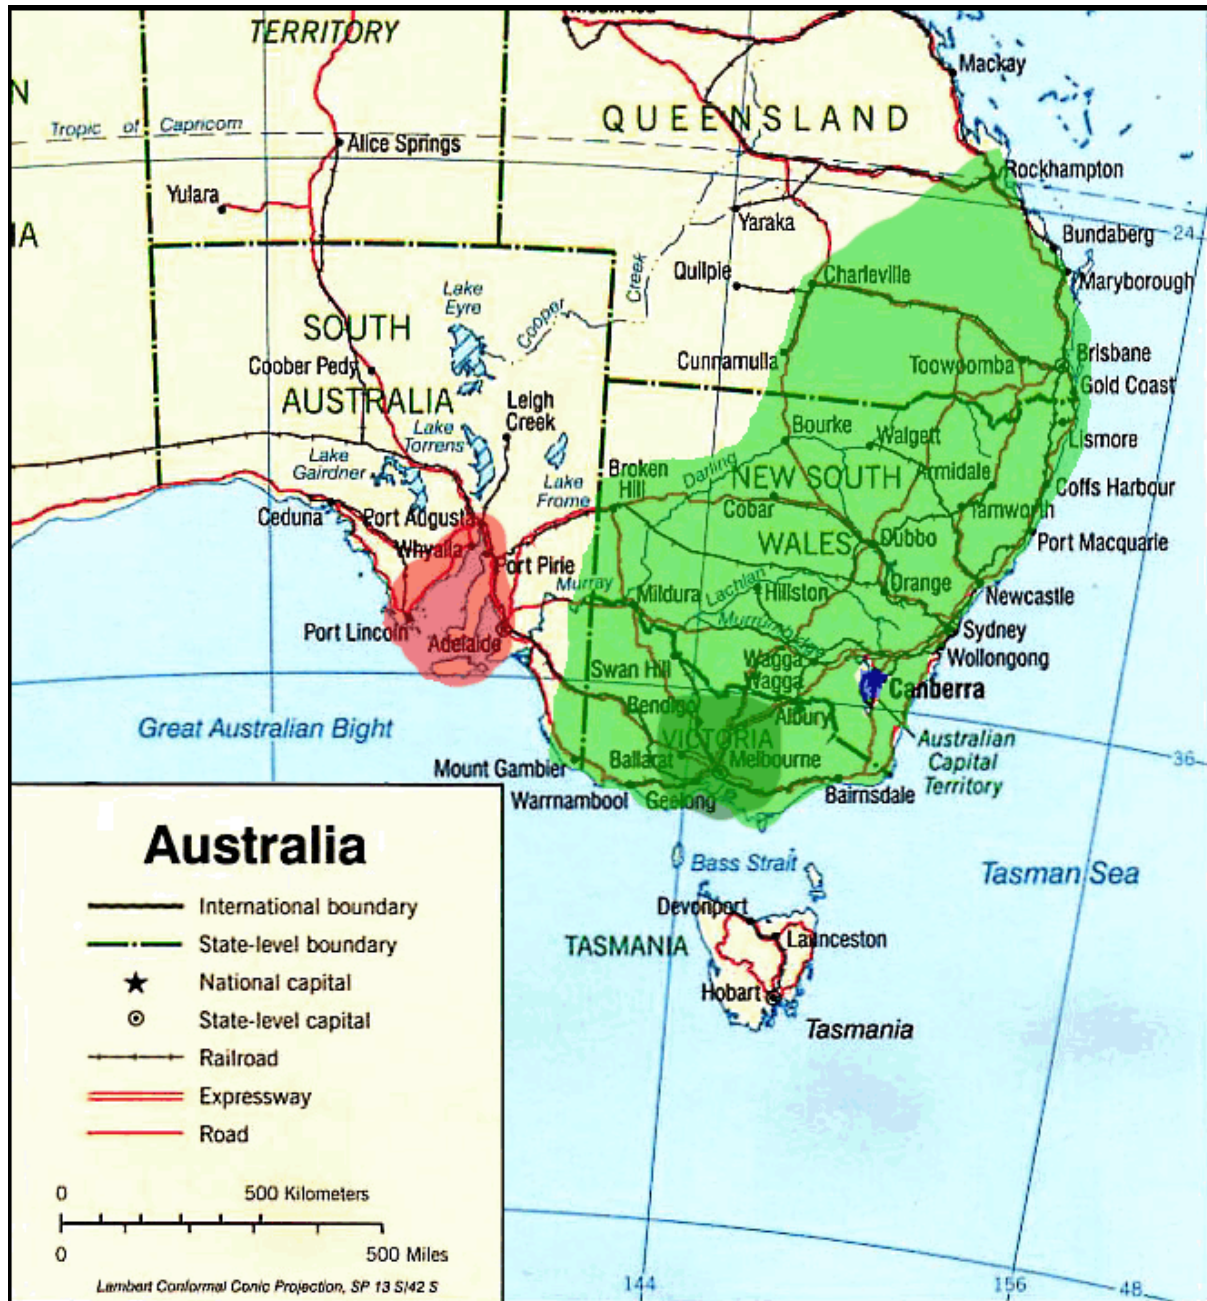 TERRITORY
Mackay
N
QUEENSLAND
Tropic of Capricorn
Alice Springs
Rockhampton
Yulara
IA
Yaraka
24
Bundaberg
Quilpie
Creek
Charleville
Maryborough
Lake
Eyre
Cooper
SOUTH
Coober Pedy
Cunnamulla
Toowoomba
Brisbane
Gold Coast
AUSTRALIA
Leigh
Creek
Lake
Torrens
Bourke
Walgett
Lismore
Lake
Gairdner
Lake
Frome
Broken
Hill
Darling
NEW SOUTH
Armidale
Coffs Harbour
Ceduna
Port Augusta
Cobar
Tamworth
Whyalla
Port Pirie
WALES
Dubbo
Port Macquarie
Murray
Mildura
Lachlan
Hillston
Orange
Newcastle
Port Lincoln
Adelaide
Murrumbidgee
Sydney
Swan Hill
Wagga
Wagga
Wollongong
Canberra
Great Australian Bight
Bendigo
Albury
VICTORIA
Australian
Capital
Territory
36
Mount Gambier
Ballarat
Melbourne
Warrnambool
Geelong
Bairnsdale
Bass Strait
Tasman Sea
Devonport
TASMANIA
Launceston
Hobart
Tasmania
Australia
International boundary
State-level boundary
National capital
State-level capital
Railroad
Expressway
Road
0 500 Kilometers
0 500 Miles
Lambert Conformal Conic Projection, SP 13 S/42 S
144
156
48